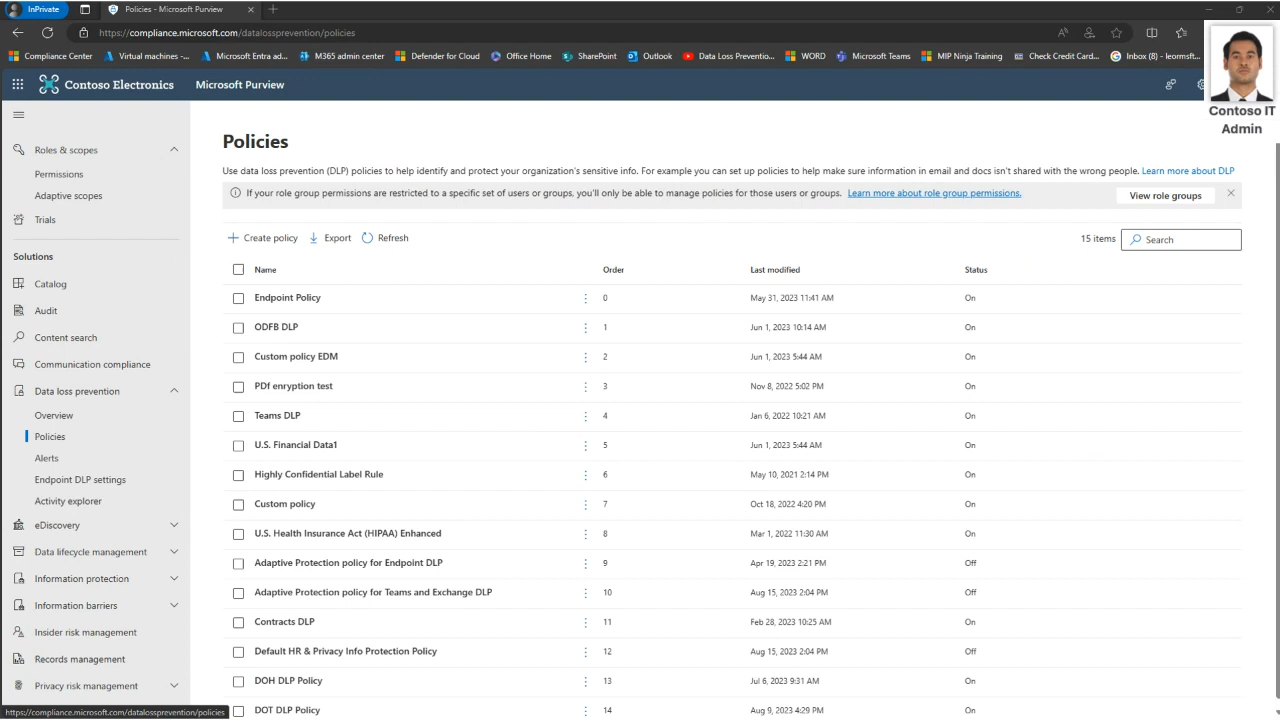 InPrivate
Policies - Microsoft Purview
https://compliance.microsoft.com/datalossprevention/policies
Compliance Center
Virtual machines -...
Microsoft Entra ad...
M365 admin center
Defender for Cloud
Office Home
SharePoint
Outlook
Data Loss Preventio...
WORD
Microsoft Teams
MIP Ninja Training
Check Credit Card...
Inbox (8) - leormsft...
Contoso Electronics
Microsoft Purview
Contoso IT
Admin
Roles & scopes
Permissions
Adaptive scopes
Trials
Solutions
Catalog
Audit
Content search
Communication compliance
Data loss prevention
Overview
Policies
Alerts
Endpoint DLP settings
Activity explorer
eDiscovery
Data lifecycle management
Information protection
Information barriers
Insider risk management
Records management
Privacy risk management
https://compliance.microsoft.com/datalossprevention/policies
Policies
Use data loss prevention (DLP) policies to help identify and protect your organization's sensitive info. For example you can set up policies to help make sure information in email and docs isn't shared with the wrong people. Learn more about DLP
If your role group permissions are restricted to a specific set of users or groups, you'll only be able to manage policies for those users or groups. Learn more about role group permissions.
View role groups
Create policy Export Refresh
15 items Search
Name Order Last modified Status
Endpoint Policy 0 May 31, 2023 11:41 AM On
ODFB DLP 1 Jun 1, 2023 10:14 AM On
Custom policy EDM 2 Jun 1, 2023 5:44 AM On
PDf enryption test 3 Nov 8, 2022 5:02 PM On
Teams DLP 4 Jan 6, 2022 10:21 AM On
U.S. Financial Data1 5 Jun 1, 2023 5:44 AM On
Highly Confidential Label Rule 6 May 10, 2021 2:14 PM On
Custom policy 7 Oct 18, 2022 4:20 PM On
U.S. Health Insurance Act (HIPAA) Enhanced 8 Mar 1, 2022 11:30 AM On
Adaptive Protection policy for Endpoint DLP 9 Apr 19, 2023 2:21 PM Off
Adaptive Protection policy for Teams and Exchange DLP 10 Aug 15, 2023 2:04 PM Off
Contracts DLP 11 Feb 28, 2023 10:25 AM On
Default HR & Privacy Info Protection Policy 12 Aug 15, 2023 2:04 PM Off
DOH DLP Policy 13 Jul 6, 2023 9:31 AM On
DOT DLP Policy 14 Aug 9, 2023 4:29 PM On